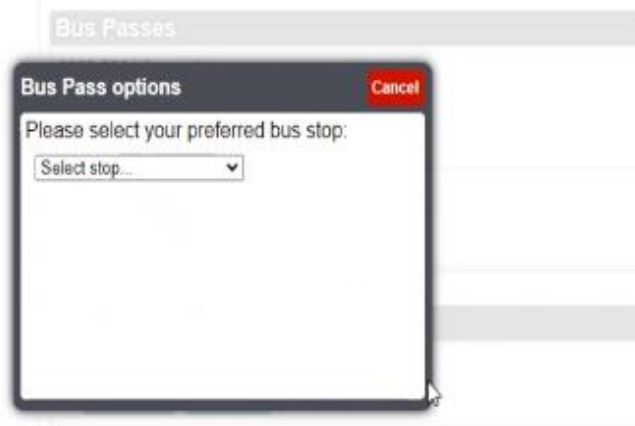 Bus Passes
Bus Pass options
Cancel
Please select your preferred bus stop:
Select stop...